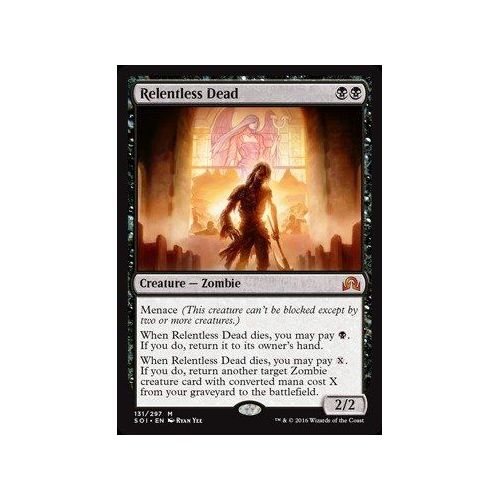 Relentless Dead
Creature — Zombie
Menace (This creature can't be blocked except by
two or more creatures.)
When Relentless Dead dies, you may pay
If you do, return it to its owner's hand.
When Relentless Dead dies, you may pay X.
If you do, return another target Zombie
creature card with converted mana cost X
from your graveyard to the battlefield.
2/2
131/297 M
SOI • EN Ryan Yee
™ & © 2016 Wizards of the Coast